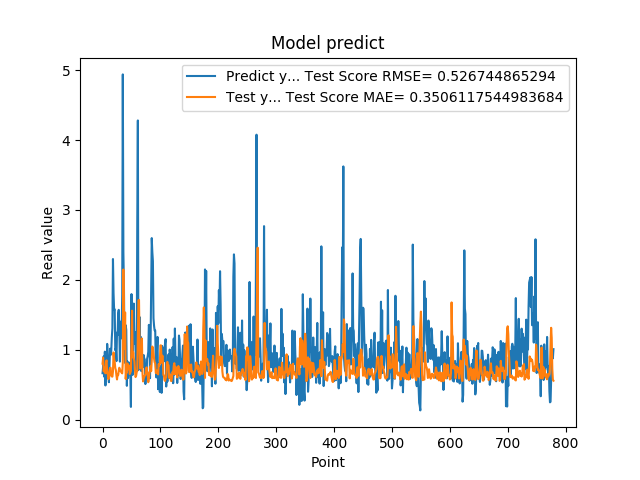 Model predict
Predict y... Test Score RMSE= 0.526744865294
Test y... Test Score MAE= 0.3506117544983684
Real value
5
4
3
2
1
0
0 100 200 300 400 500 600 700 800
Point